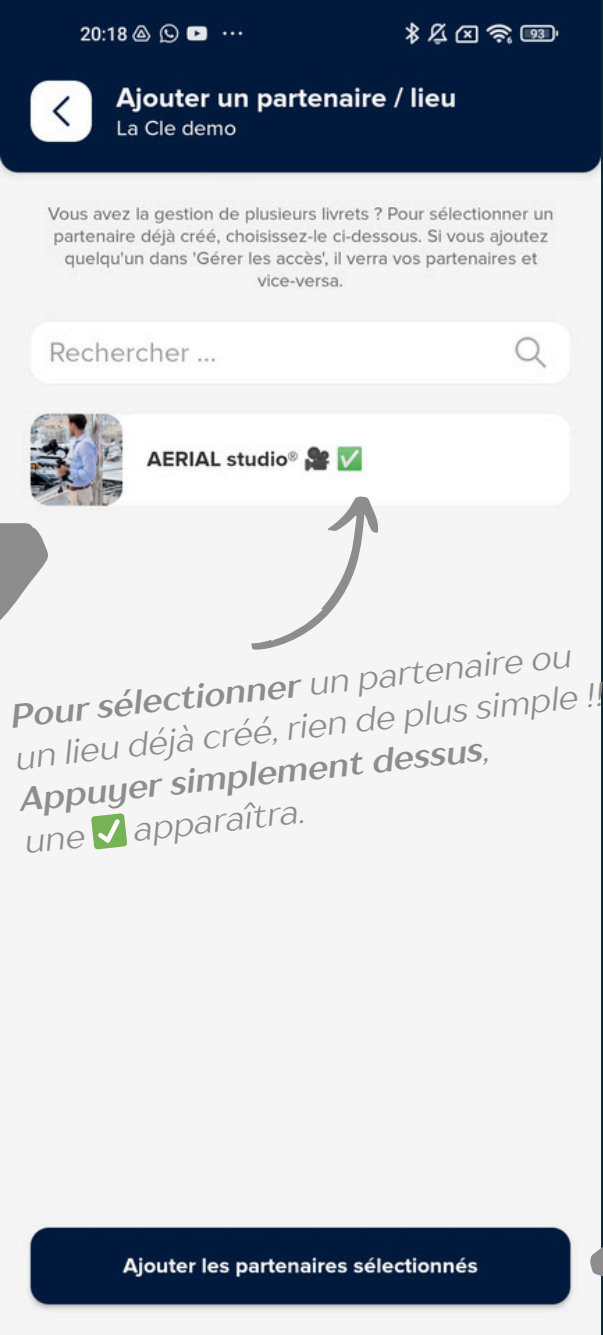 20:18 ... 93
Ajouter un partenaire / lieu
La Cle demo
Vous avez la gestion de plusieurs livrets ? Pour sélectionner un
partenaire déjà créé, choisissez-le ci-dessous. Si vous ajoutez
quelqu'un dans 'Gérer les accès', il verra vos partenaires et
vice-versa.
Rechercher ...
AERIAL studio® 🎥 ✅
Pour sélectionner un partenaire ou
un lieu déjà créé, rien de plus simple !!
Appuyer simplement dessus,
une ✅ apparaîtra.
Ajouter les partenaires sélectionnés